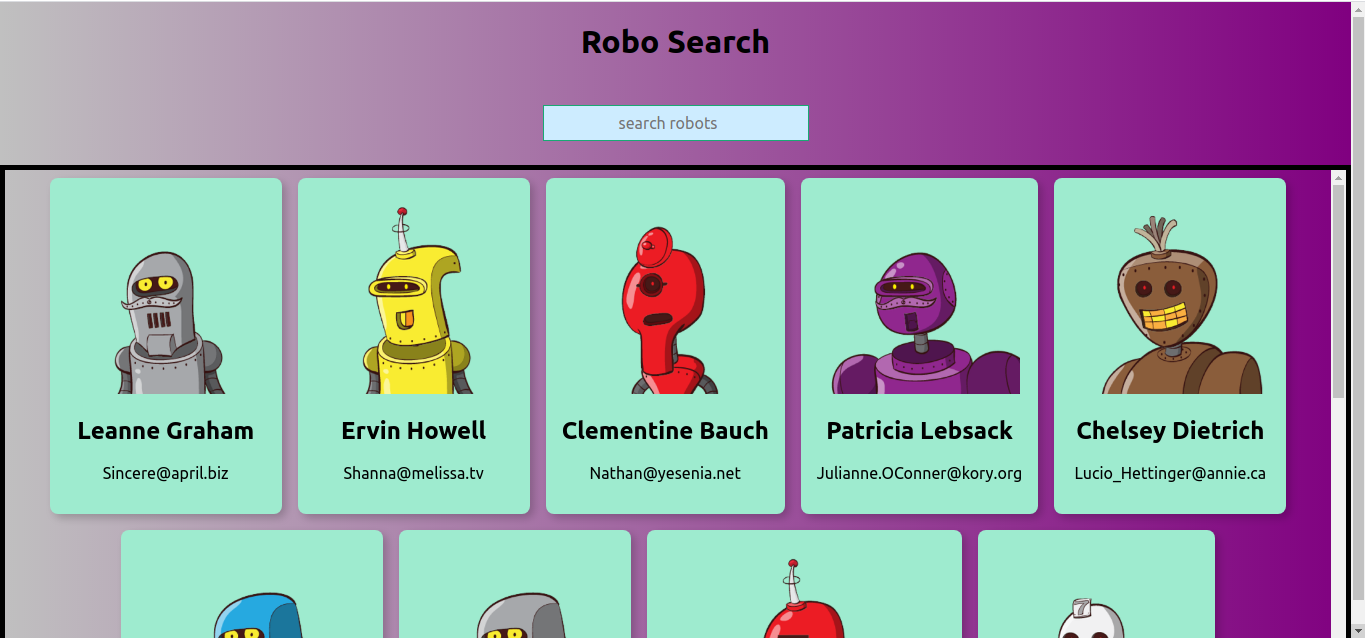 Robo Search
search robots
Leanne Graham
Sincere@april.biz
Ervin Howell
Shanna@melissa.tv
Clementine Bauch
Nathan@yesenia.net
Patricia Lebsack
Julianne.OConner@kory.org
Chelsey Dietrich
Lucio_Hettinger@annie.ca
7